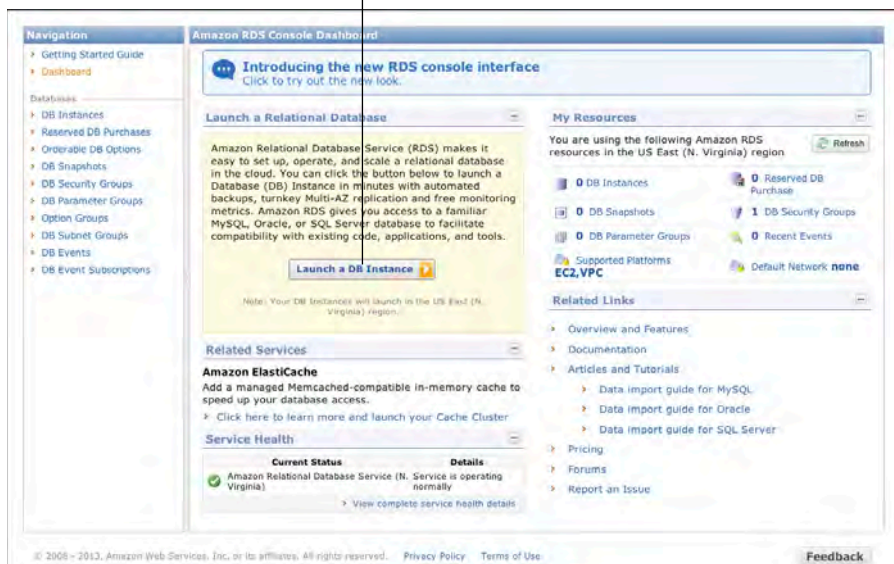 Navigation
Getting Started Guide
Dashboard
Databases
DB Instances
Reserved DB Purchases
Orderable DB Options
DB Snapshots
DB Security Groups
DB Parameter Groups
Option Groups
DB Subnet Groups
DB Events
DB Event Subscriptions
Amazon RDS Console Dashboard
Introducing the new RDS console interface
Click to try out the new look.
Launch a Relational Database
Amazon Relational Database Service (RDS) makes it
easy to set up, operate, and scale a relational database
in the cloud. You can click the button below to launch a
Database (DB) Instance in minutes with automated
backups, turnkey Multi-AZ replication and free monitoring
metrics. Amazon RDS gives you access to a familiar
MySQL, Oracle, or SQL Server database to facilitate
compatibility with existing code, applications, and tools.
Launch a DB Instance
Note: Your DB Instances will launch in the US East (N.
Virginia) region.
Related Services
Amazon ElastiCache
Add a managed Memcached-compatible in-memory cache to
speed up your database access.
Click here to learn more and launch your Cache Cluster
Service Health
Current Status Details
Amazon Relational Database Service (N. Service is operating
Virginia) normally
View complete service health details
My Resources
You are using the following Amazon RDS
resources in the US East (N. Virginia) region
Refresh
0 DB Instances
0 Reserved DB
Purchase
0 DB Snapshots
1 DB Security Groups
0 DB Parameter Groups
0 Recent Events
Supported Platforms
EC2,VPC
Default Network none
Related Links
Overview and Features
Documentation
Articles and Tutorials
Data import guide for MySQL
Data import guide for Oracle
Data import guide for SQL Server
Pricing
Forums
Report an Issue
© 2008 - 2013, Amazon Web Services, Inc. or its affiliates. All rights reserved. Privacy Policy Terms of Use
Feedback